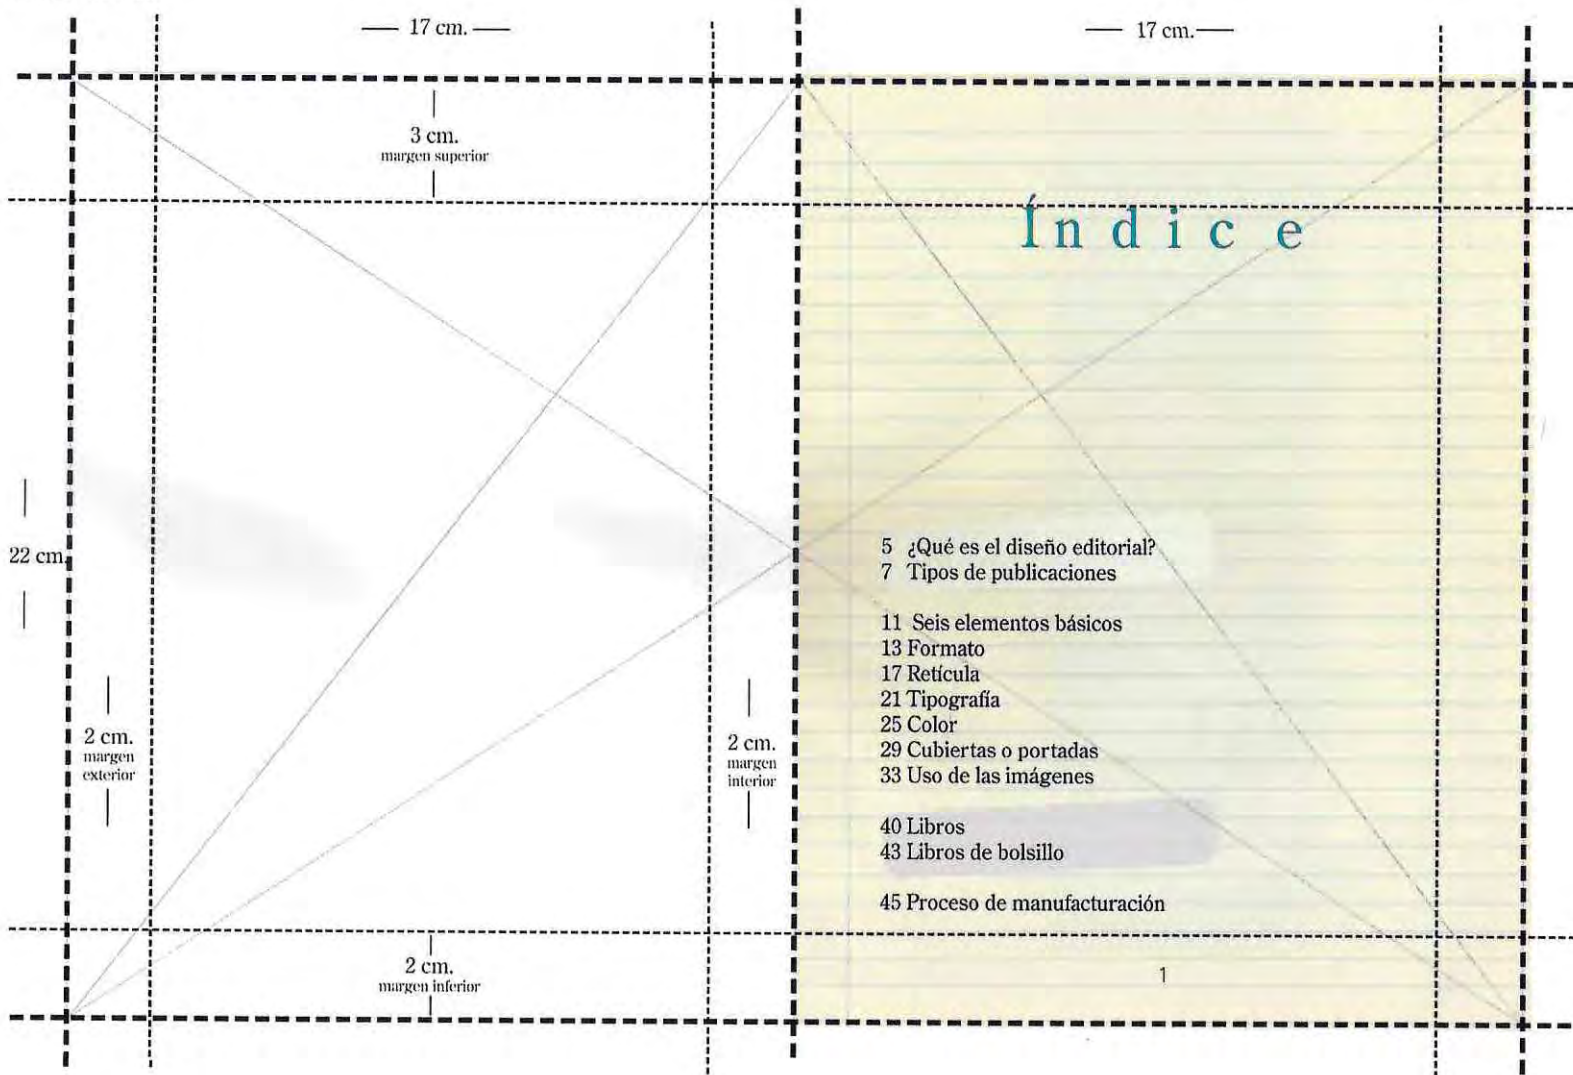 17 cm.
17 cm.
3 cm.
margen superior
22 cm.
2 cm.
margen
exterior
2 cm.
margen
interior
2 cm.
margen inferior
Índice
5 ¿Qué es el diseño editorial?
7 Tipos de publicaciones
11 Seis elementos básicos
13 Formato
17 Retícula
21 Tipografía
25 Color
29 Cubiertas o portadas
33 Uso de las imágenes
40 Libros
43 Libros de bolsillo
45 Proceso de manufacturación
1